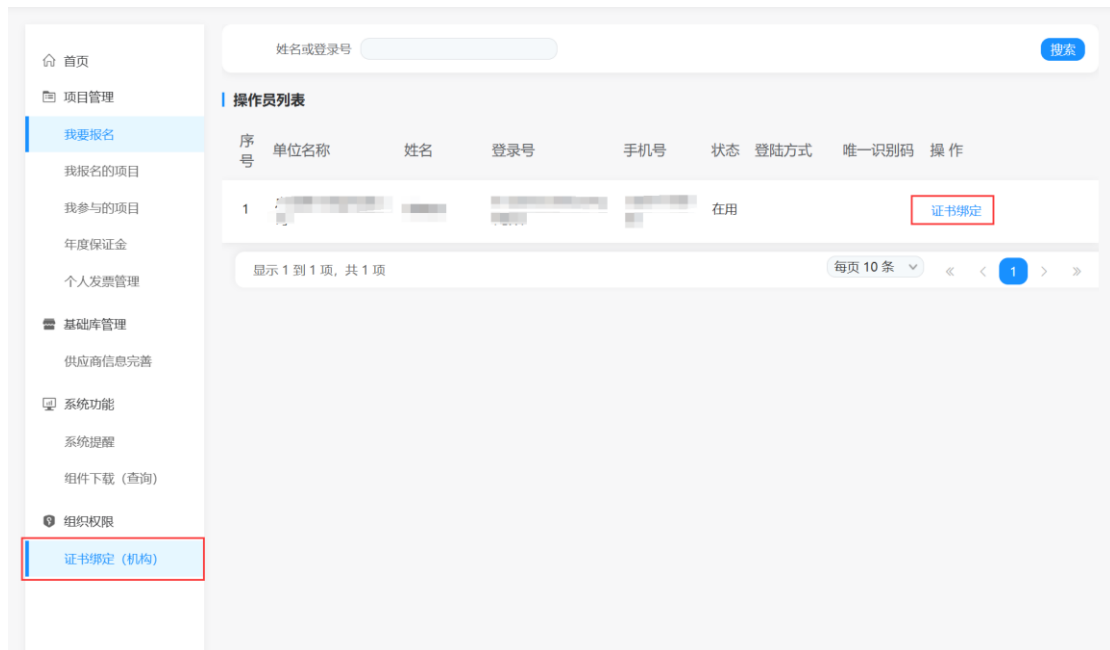 首页
项目管理
我要报名
我报名的项目
我参与的项目
年度保证金
个人发票管理
基础库管理
供应商信息完善
系统功能
系统提醒
组件下载（查询）
组织权限
证书绑定（机构）
姓名或登录号
搜索
操作员列表
序号 单位名称 姓名 登录号 手机号 状态 登陆方式 唯一识别码 操 作
1 在用 证书绑定
显示 1 到 1 项，共 1 项 每页 10 条 « < 1 > »